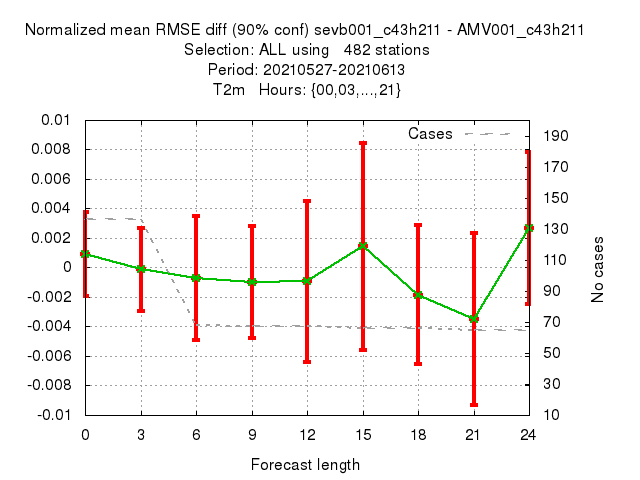 Normalized mean RMSE diff (90% conf) sevb001_c43h211 - AMV001_c43h211
Selection: ALL using   482 stations
Period: 20210527-20210613
T2m   Hours: {00,03,...,21}
Cases
0.01
0.008
0.006
0.004
0.002
0
-0.002
-0.004
-0.006
-0.008
-0.01
190
170
150
130
110
90
70
50
30
10
No cases
0 3 6 9 12 15 18 21 24
Forecast length